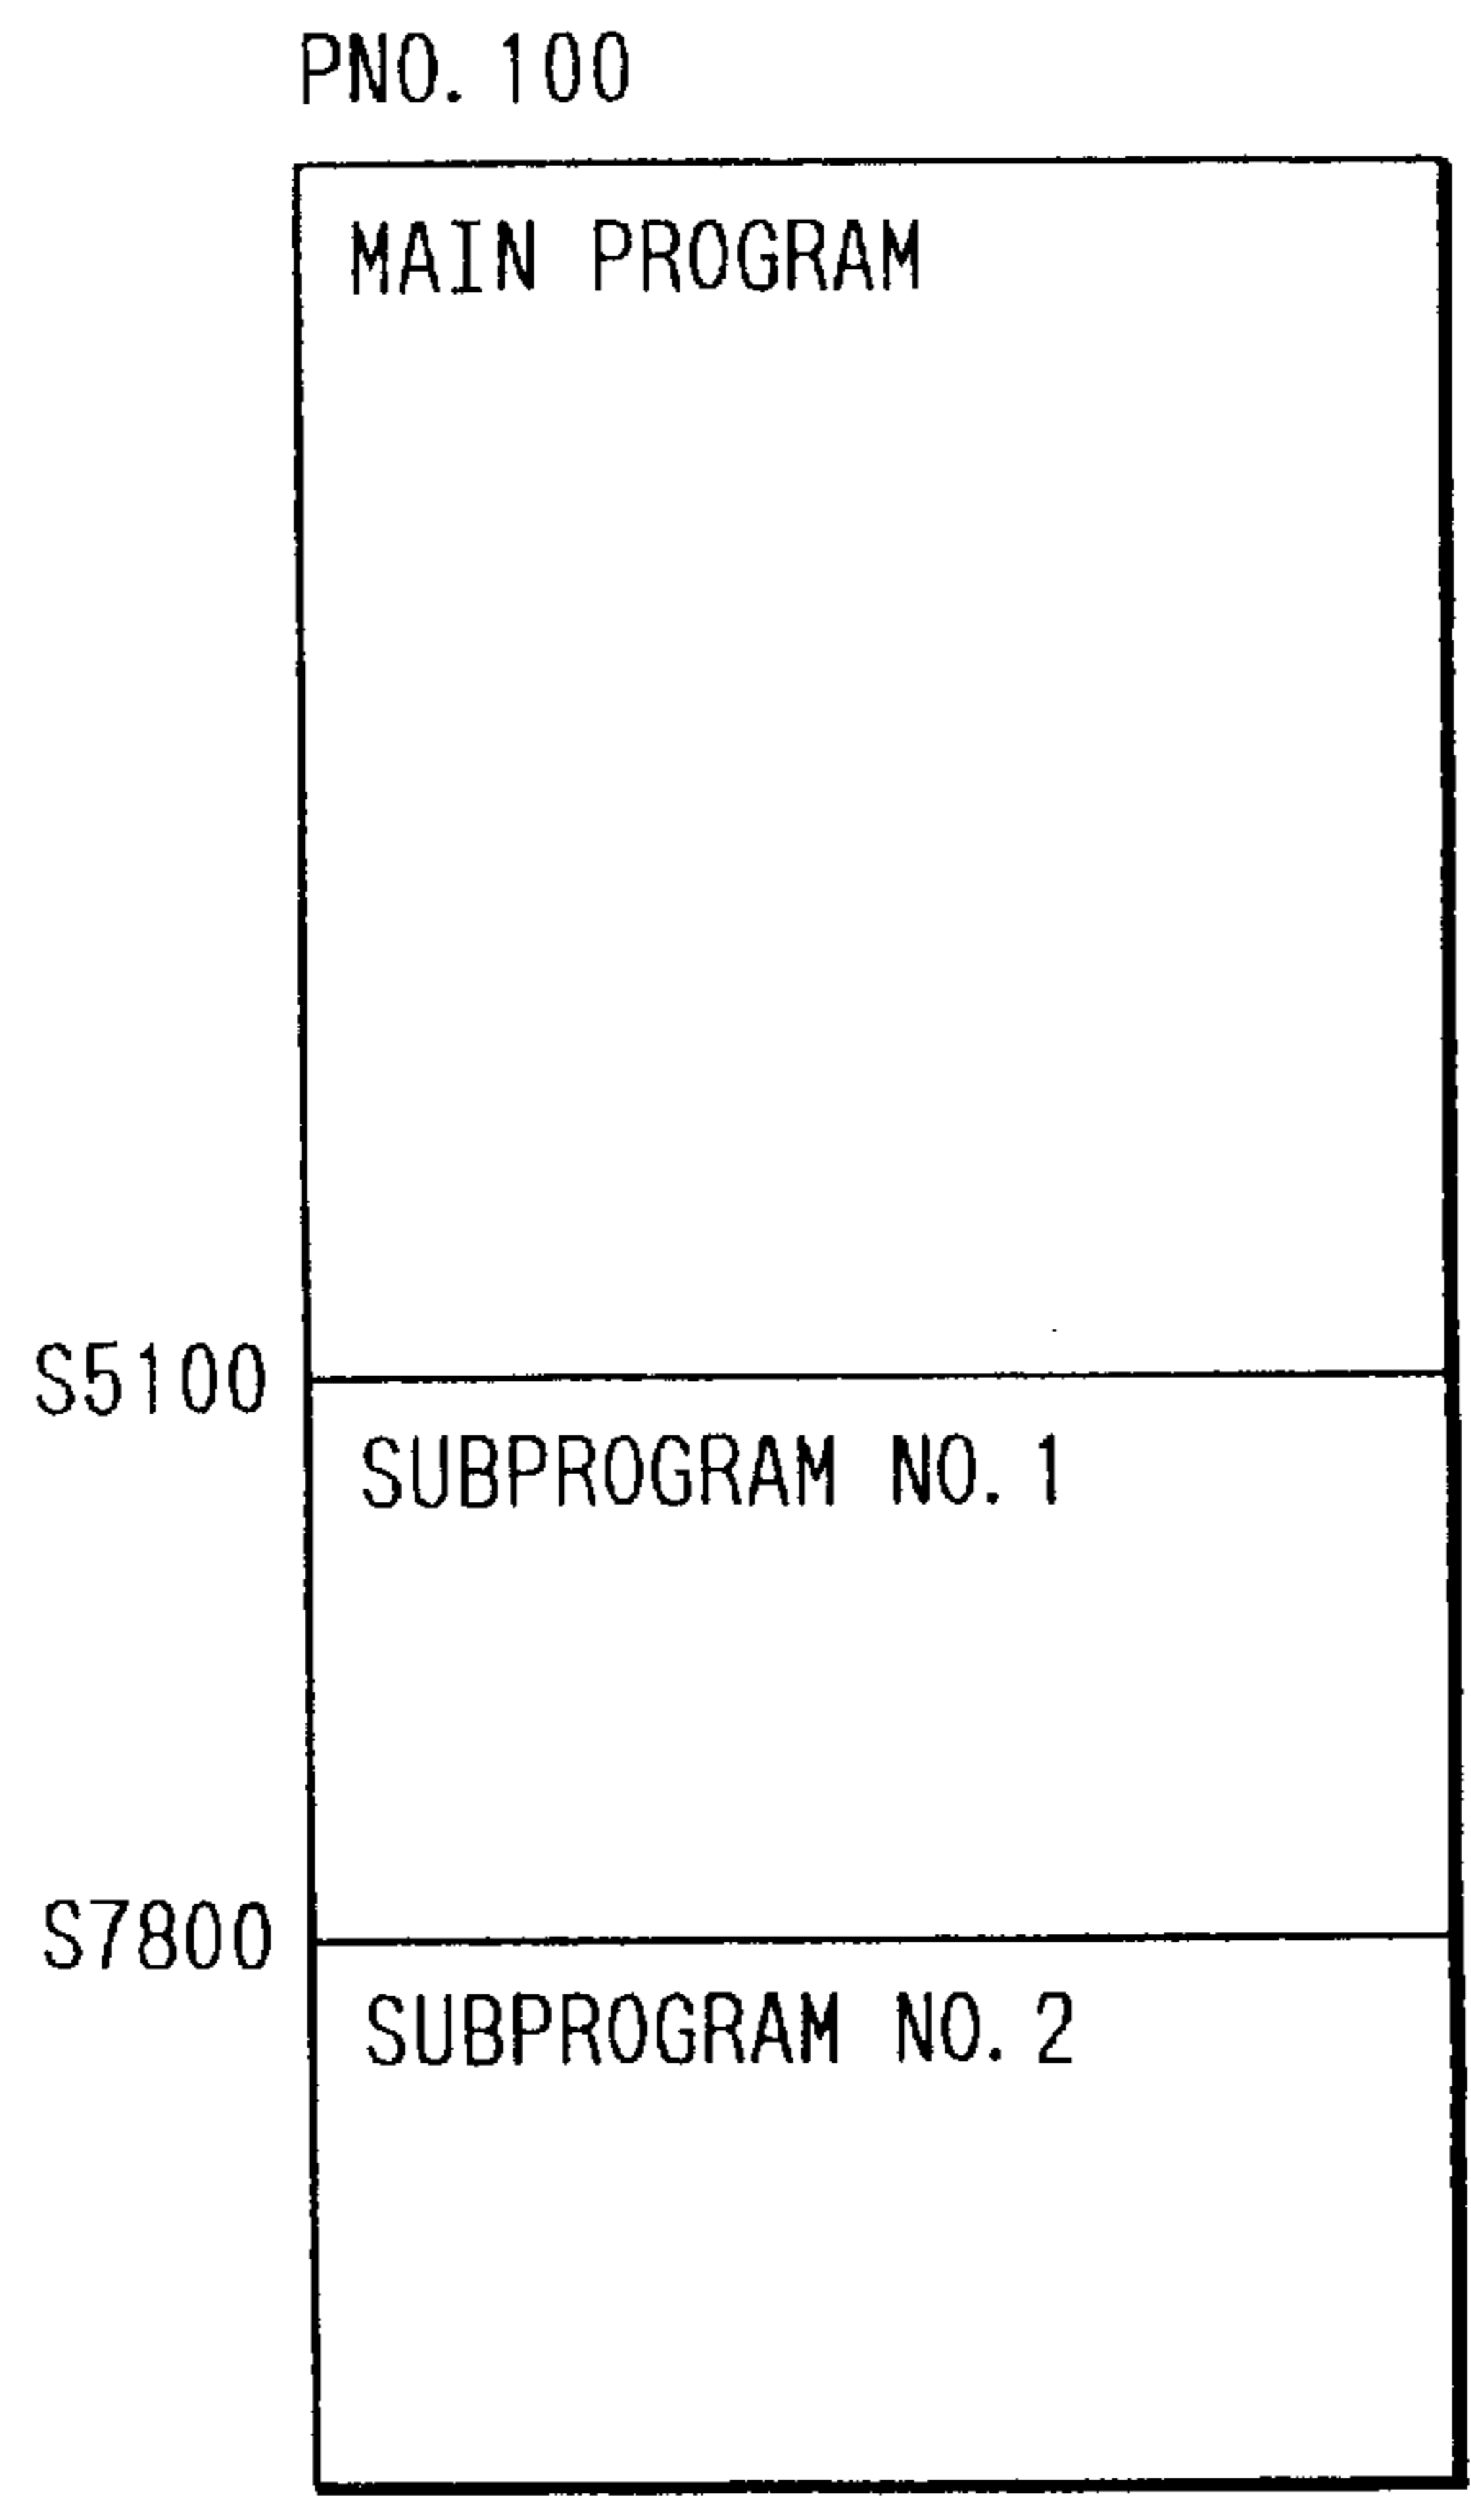 PNO. 100
MAIN PROGRAM
S5100
SUBPROGRAM NO. 1
S7800
SUBPROGRAM NO. 2